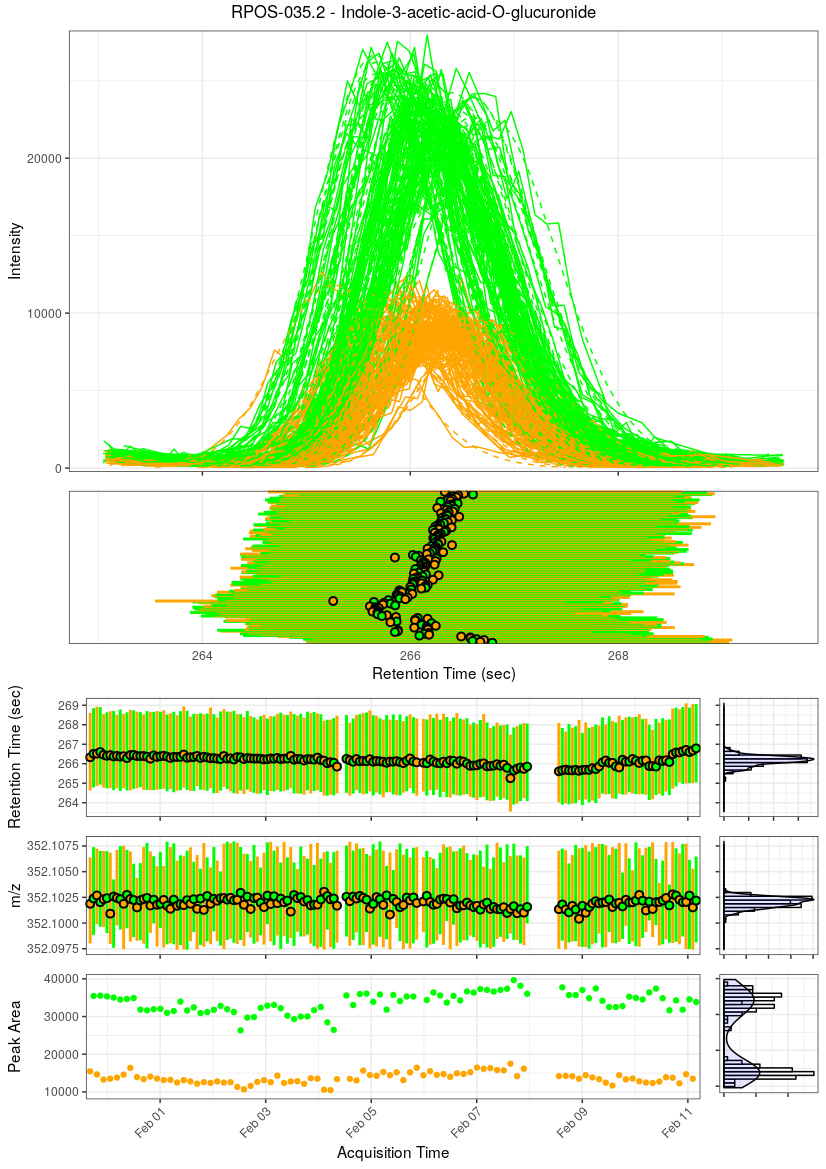 RPOS-035.2 - Indole-3-acetic-acid-O-glucuronide
Intensity
20000
10000
0
264
266
268
Retention Time (sec)
Retention Time (sec)
269
268
267
266
265
264
m/z
352.1075
352.1050
352.1025
352.1000
352.0975
Peak Area
40000
30000
20000
10000
Feb 01
Feb 03
Feb 05
Feb 07
Feb 09
Feb 11
Acquisition Time